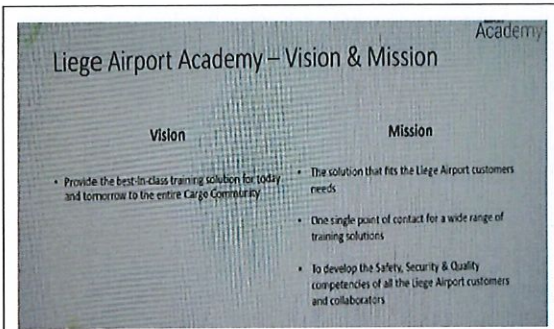 Academy
Liege Airport Academy – Vision & Mission
Vision
• Provide the best-in-class training solution for today
and tomorrow to the entire Cargo Community
Mission
• The solution that fits the Liege Airport customers
needs
• One single point of contact for a wide range of
training solutions
• To develop the Safety, Security & Quality
competencies of all the Liege Airport customers
and collaborators